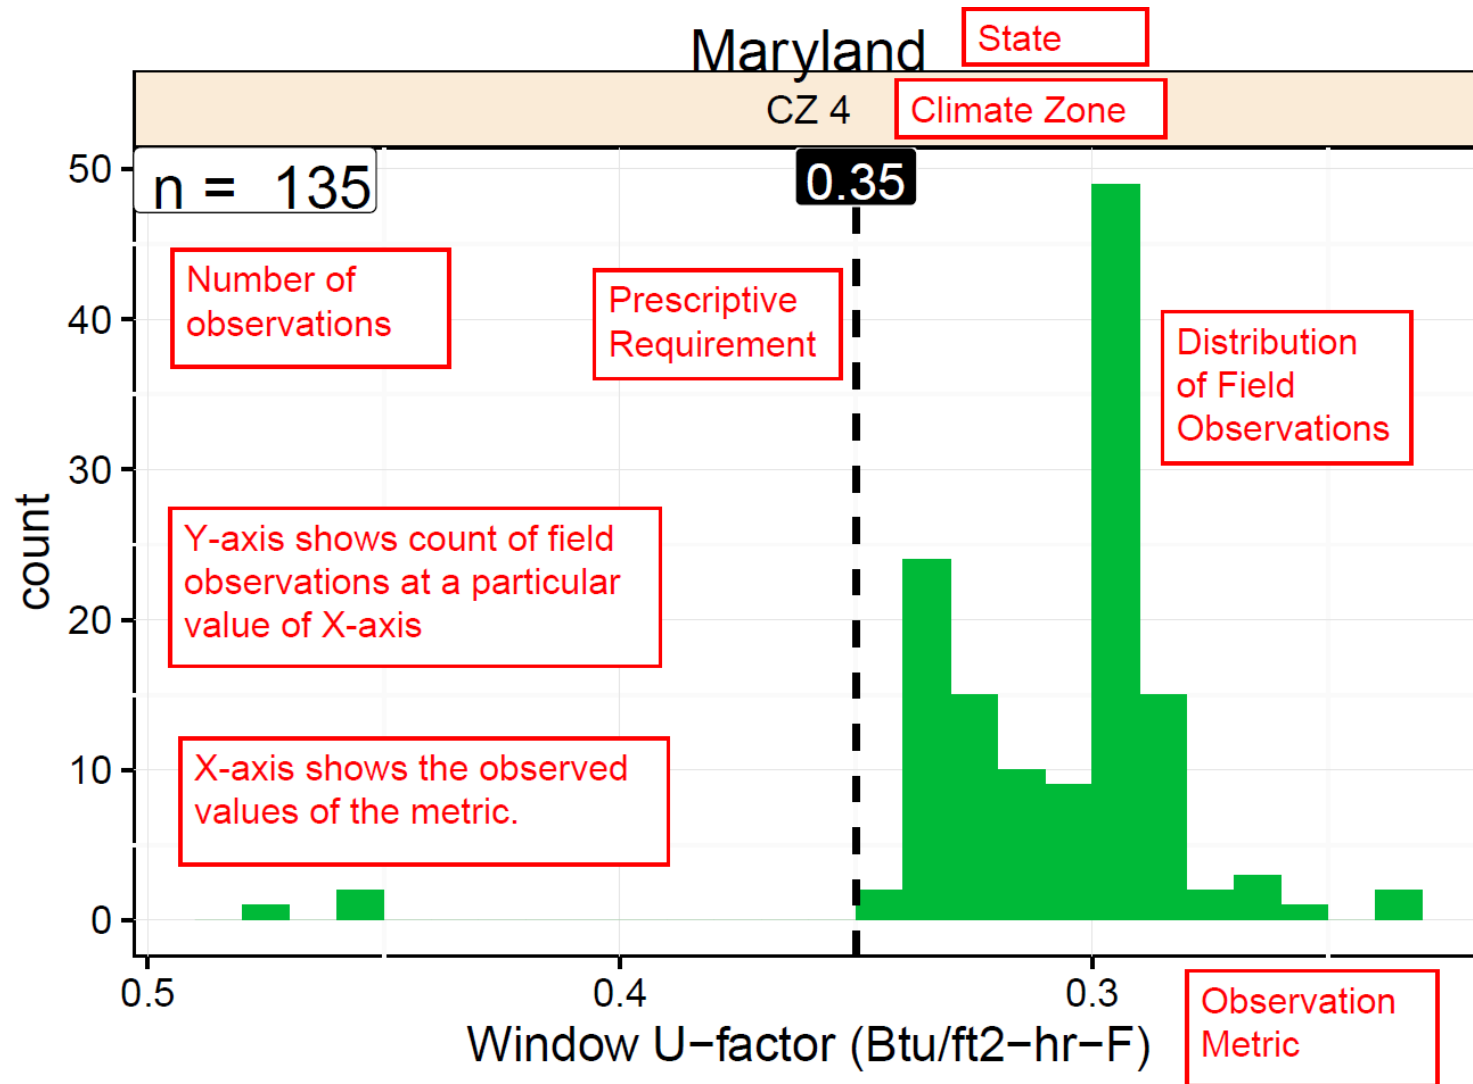 Maryland
State
CZ 4
Climate Zone
50
n = 135
0.35
Number of
observations
Prescriptive
Requirement
Distribution
of Field
Observations
40
30
count
Y-axis shows count of field
observations at a particular
value of X-axis
20
X-axis shows the observed
values of the metric.
10
0
0.5
0.4
0.3
Window U−factor (Btu/ft2−hr−F)
Observation
Metric